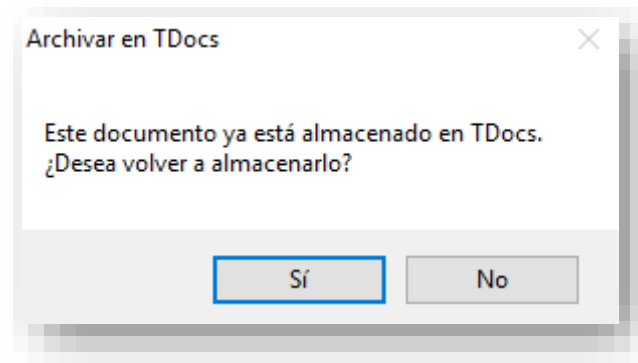 Archivar en TDocs
Este documento ya está almacenado en TDocs.
¿Desea volver a almacenarlo?
Sí
No